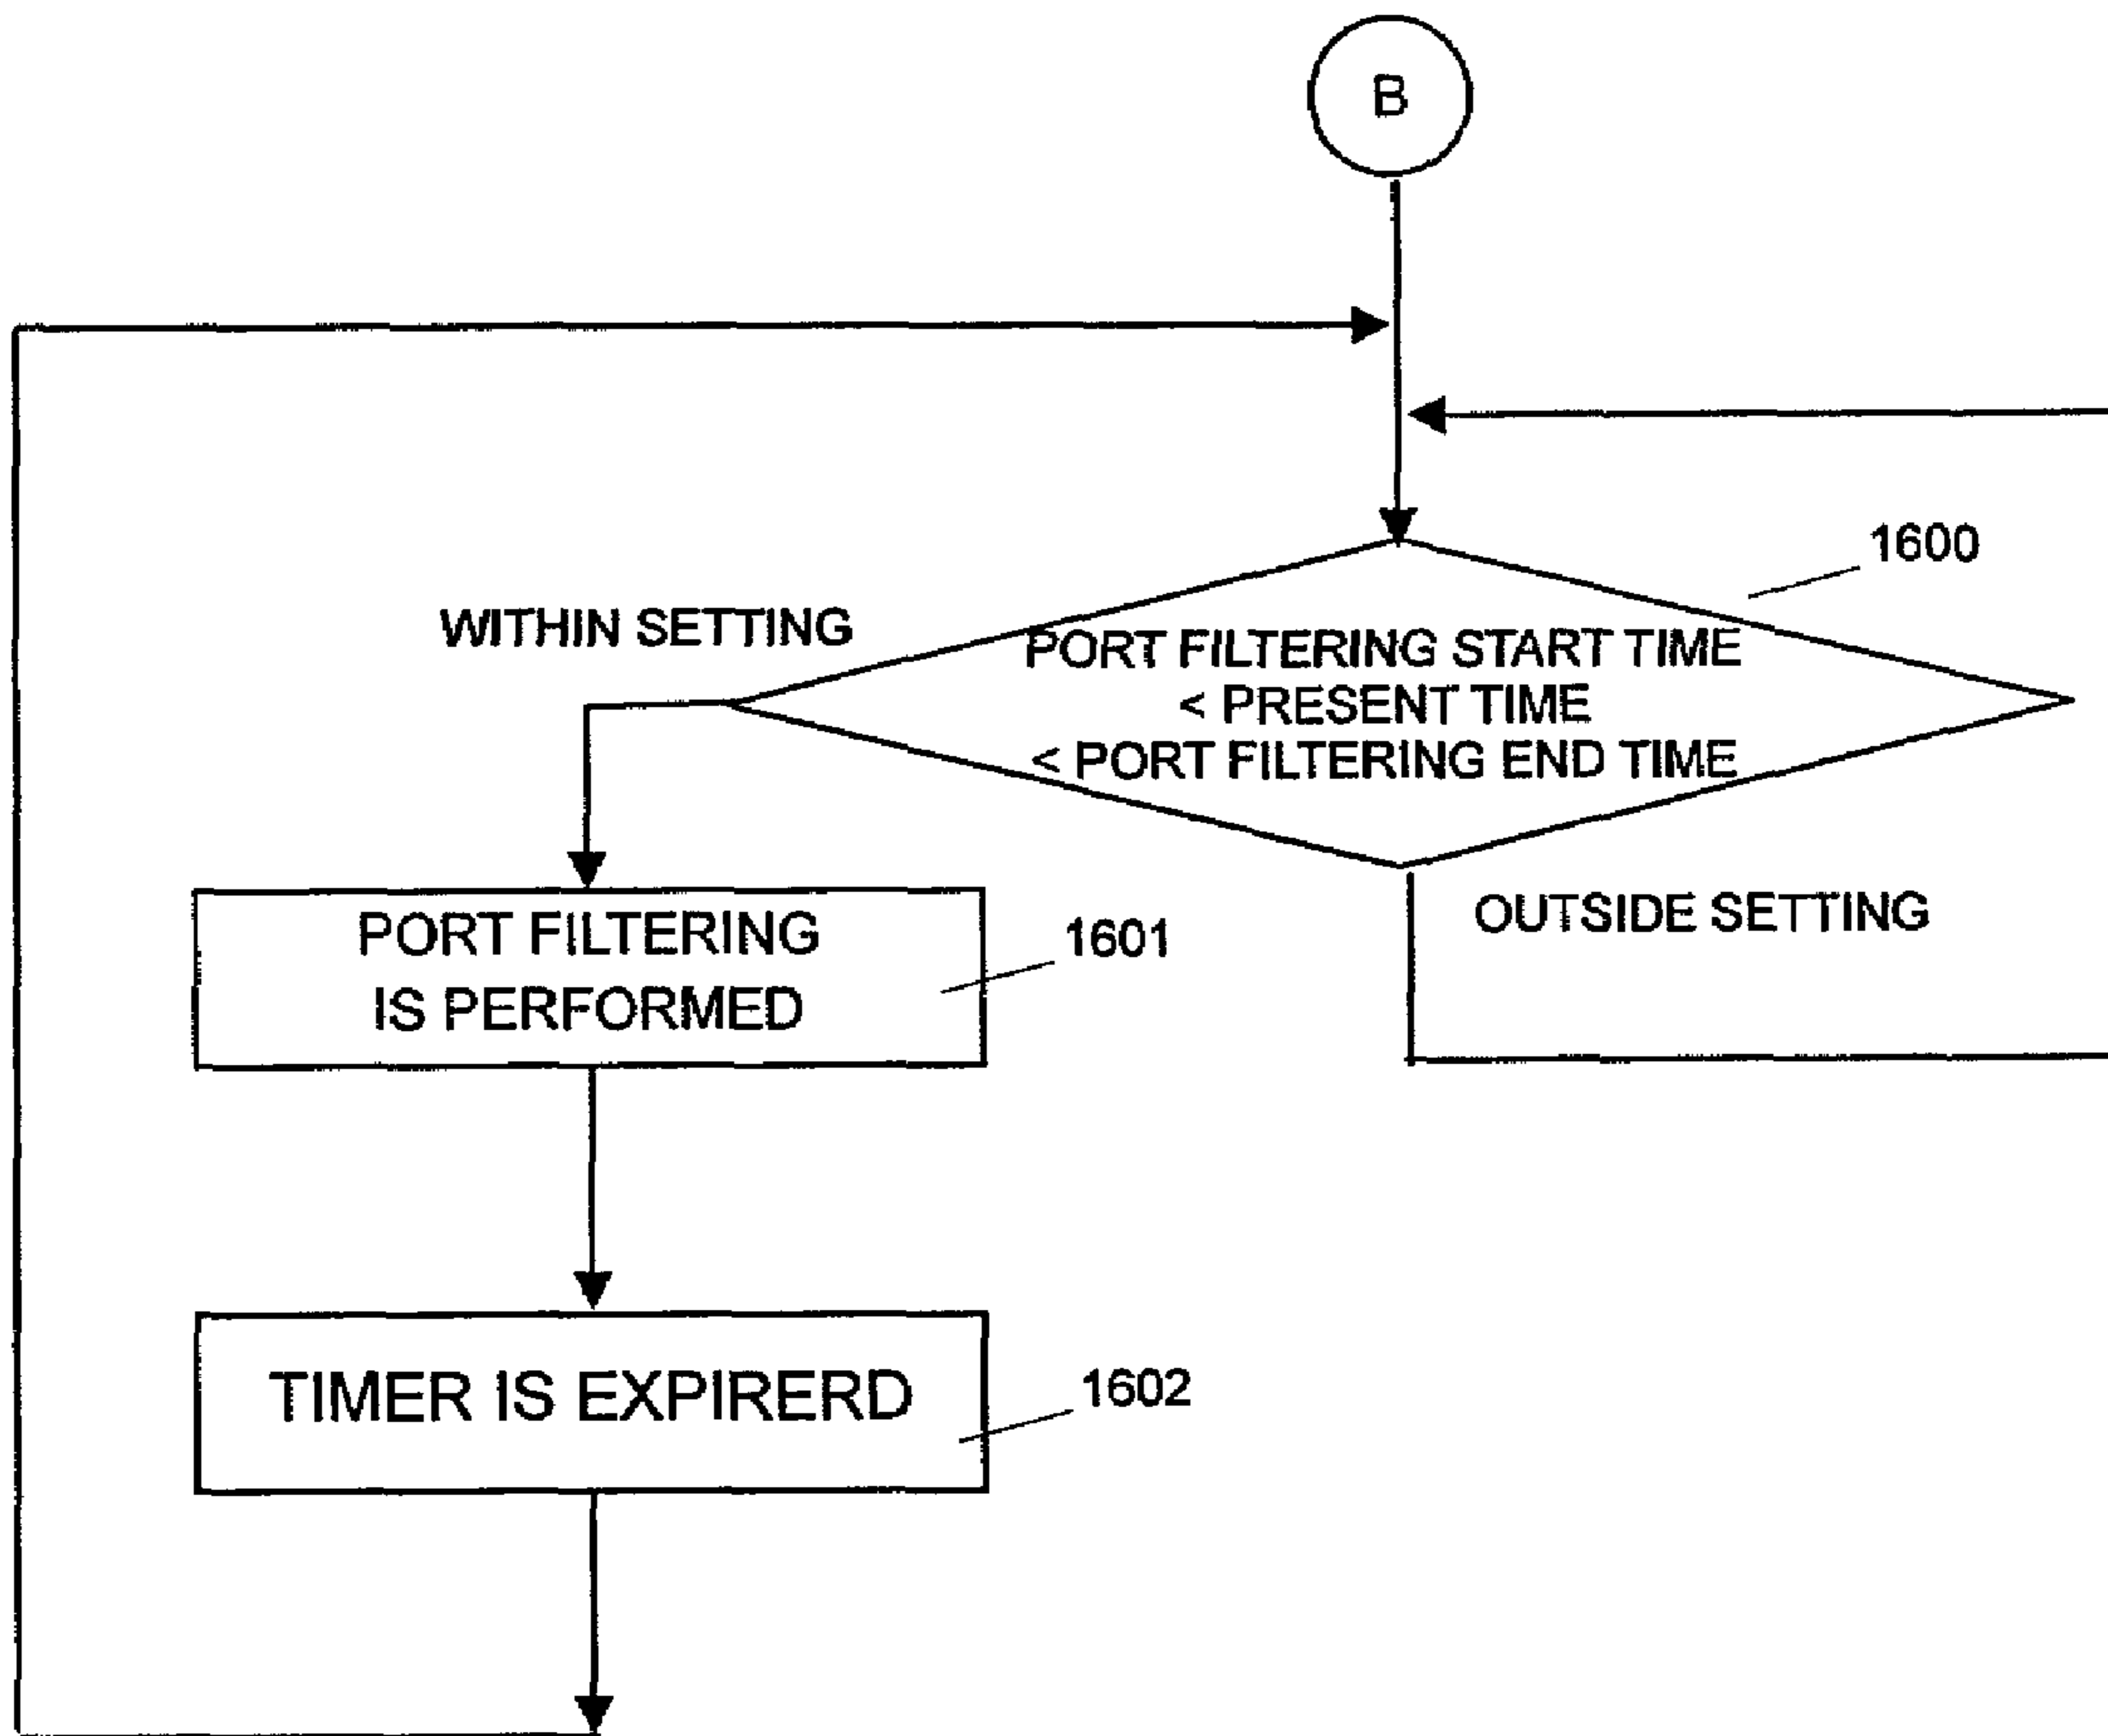 B
1600
WITHIN SETTING
PORT FILTERING START TIME
< PRESENT TIME
< PORT FILTERING END TIME
OUTSIDE SETTING
PORT FILTERING
IS PERFORMED
1601
TIMER IS EXPIRERD
1602